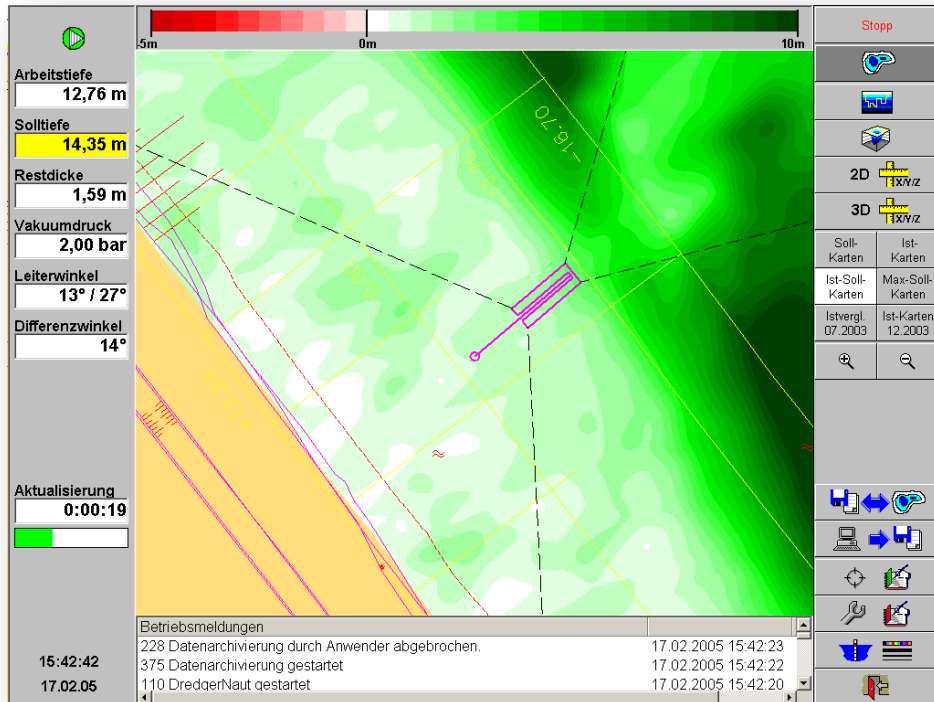 Arbeitstiefe
12,76 m
Solltiefe
14,35 m
Restdicke
1,59 m
Vakuumdruck
2,00 bar
Leiterwinkel
13° / 27°
Differenzwinkel
14°
Aktualisierung
0:00:19
15:42:42
17.02.05
-5m
0m
10m
-16.70
Betriebsmeldungen
228 Datenarchivierung durch Anwender abgebrochen. 17.02.2005 15:42:23
375 Datenarchivierung gestartet 17.02.2005 15:42:22
110 DredgerNaut gestartet 17.02.2005 15:42:20
Stopp
2D X/Y/Z
3D X/Y/Z
Soll-
Karten
Ist-
Karten
Ist-Soll-
Karten
Max-Soll-
Karten
Istvergl.
07.2003
Ist-Karten
12.2003